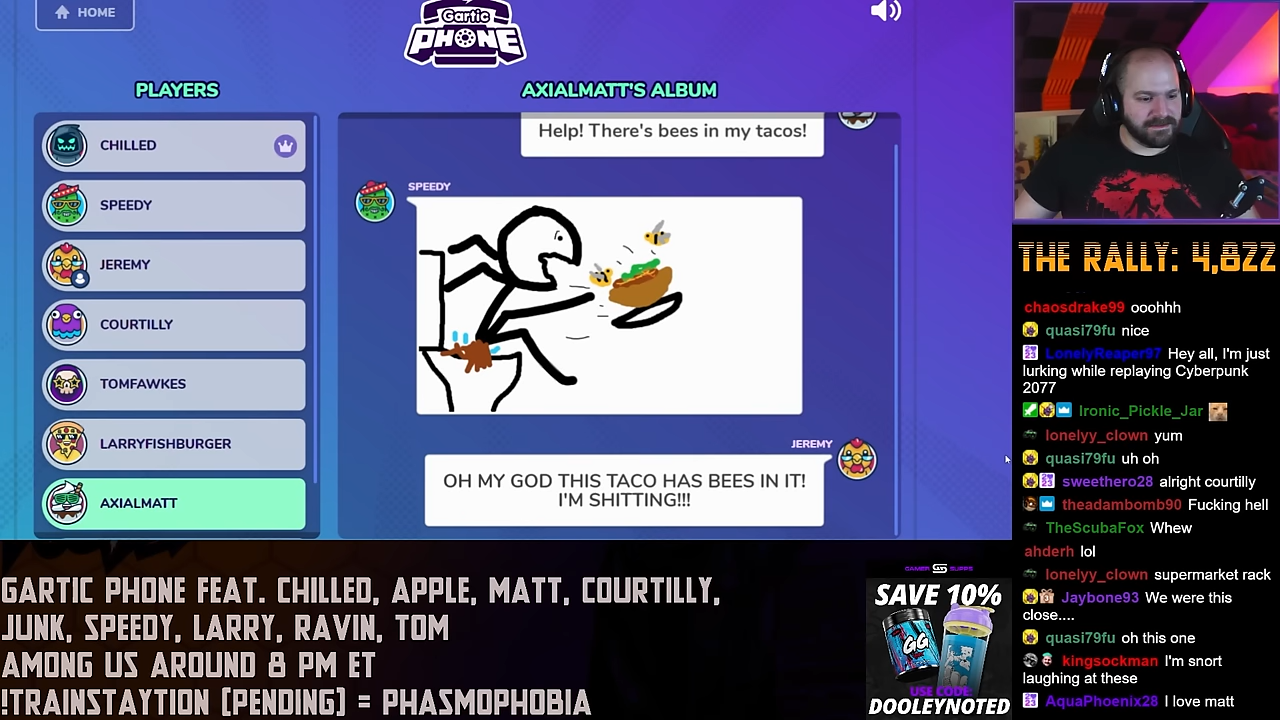 HOME
Gartic
PHONE
PLAYERS
CHILLED
SPEEDY
JEREMY
COURTILLY
TOMFAWKES
LARRYFISHBURGER
AXIALMATT
AXIALMATT'S ALBUM
Help! There's bees in my tacos!
SPEEDY
JEREMY
OH MY GOD THIS TACO HAS BEES IN IT!
I'M SHITTING!!!
THE RALLY: 4,822
chaosdrake99 ooohhh
quasi79fu nice
LonelyReaper97 Hey all, I'm just
lurking while replaying Cyberpunk
2077
Ironic_Pickle_Jar
lonelyy_clown yum
quasi79fu uh oh
sweethero28 alright courtilly
theadambomb90 Fucking hell
TheScubaFox Whew
ahderh lol
lonelyy_clown supermarket rack
Jaybone93 We were this
close....
quasi79fu oh this one
kingsockman I'm snort
laughing at these
AquaPhoenix28 I love matt
GARTIC PHONE FEAT. CHILLED, APPLE, MATT, COURTILLY,
JUNK, SPEEDY, LARRY, RAVIN, TOM
AMONG US AROUND 8 PM ET
!TRAINSTAYTION (PENDING) = PHASMOPHOBIA
GAMER SUPPS
SAVE 10%
GG
USE CODE:
DOOLEYNOTED